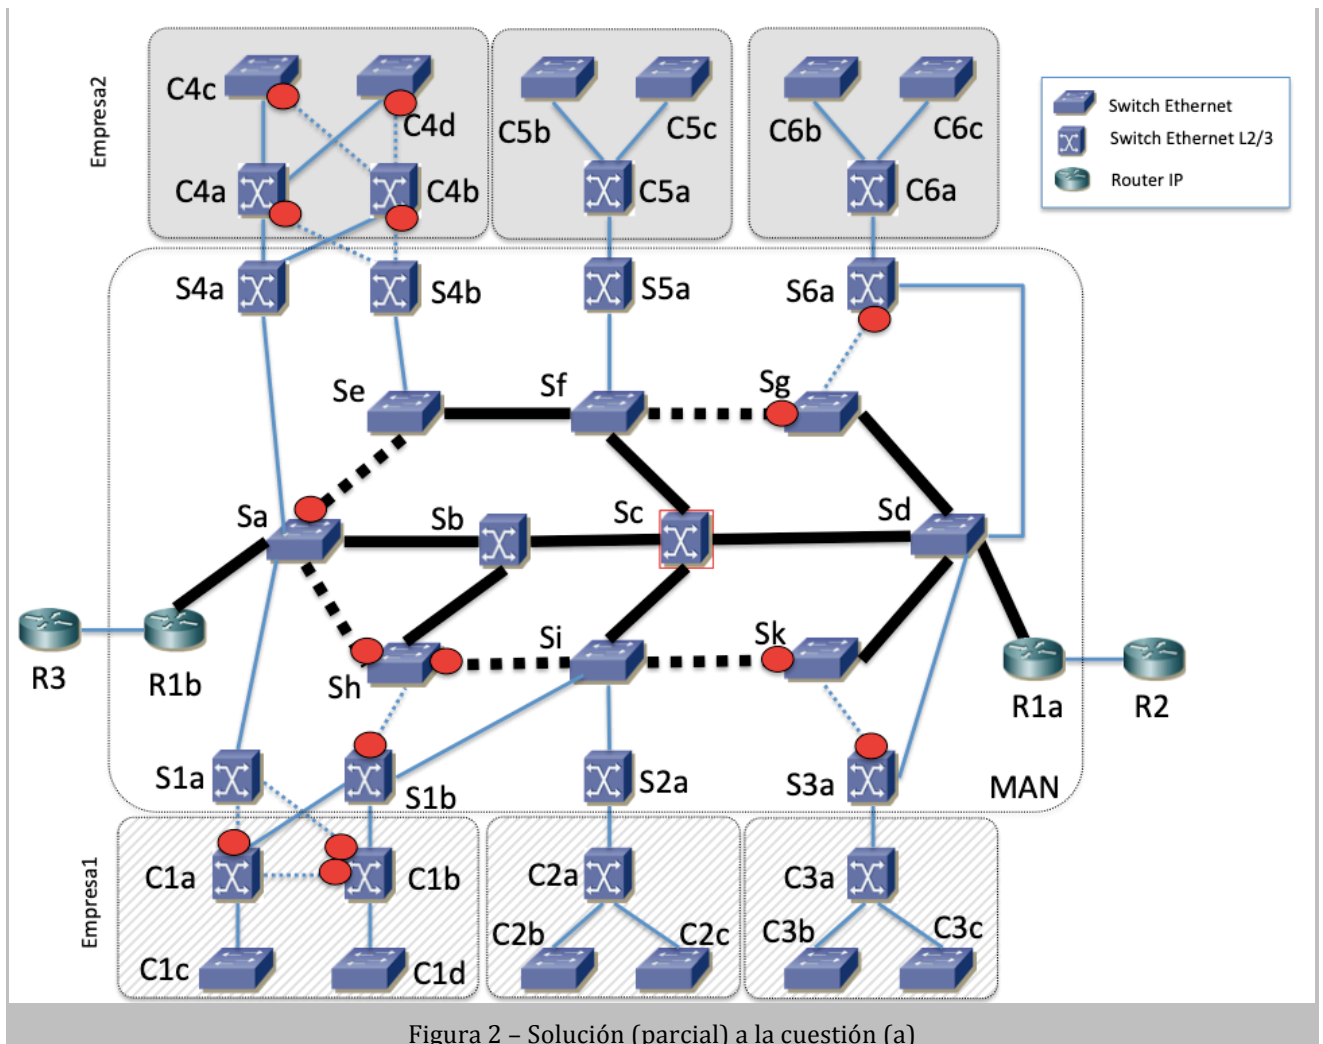 Empresa2
C4c
C4d
C5b
C5c
C6b
C6c
C4a
C4b
C5a
C6a
Switch Ethernet
Switch Ethernet L2/3
Router IP
S4a
S4b
S5a
S6a
Se
Sf
Sg
Sa
Sb
Sc
Sd
R3
R1b
Sh
Si
Sk
R1a
R2
S1a
S1b
S2a
S3a
MAN
Empresa1
C1a
C1b
C2a
C3a
C1c
C1d
C2b
C2c
C3b
C3c
Figura 2 – Solución (parcial) a la cuestión (a)